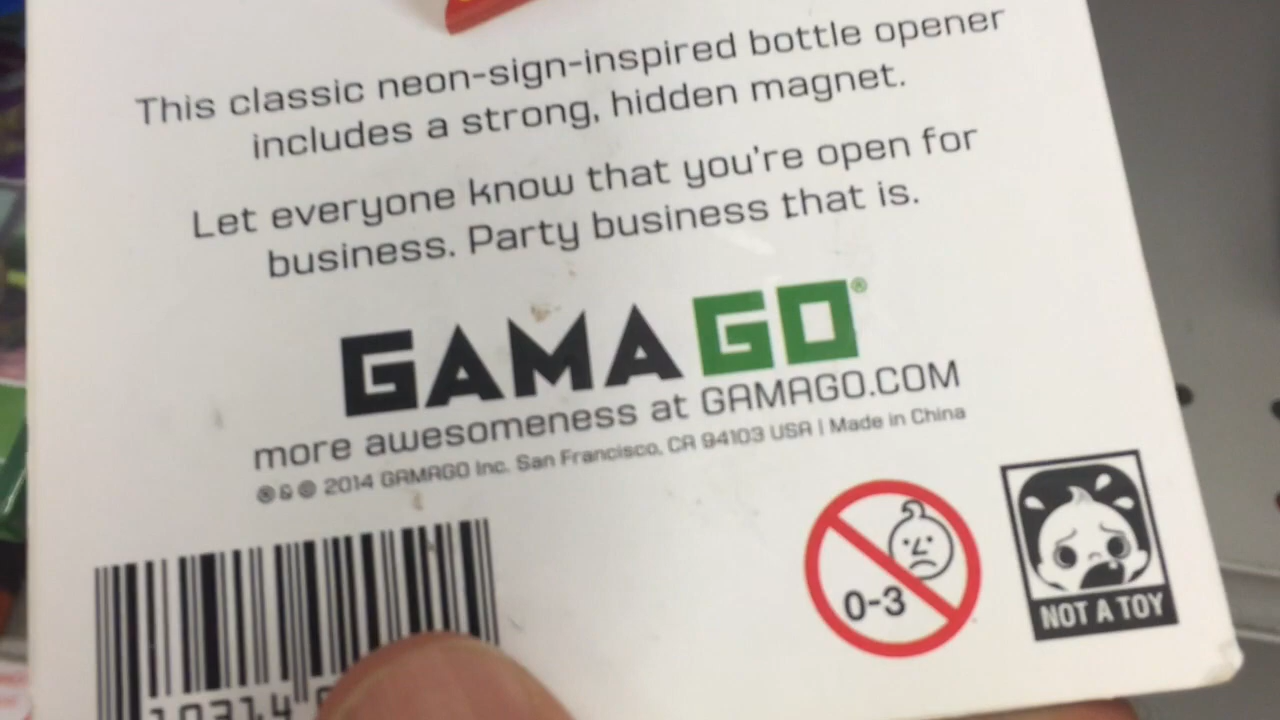 This classic neon-sign-inspired bottle opener
includes a strong, hidden magnet.
Let everyone know that you're open for
business. Party business that is.
GAMAGO®
more awesomeness at GAMAGO.COM
® & © 2014 GAMAGO Inc. San Francisco, CA 94103 USA | Made in China
0-3
NOT A TOY